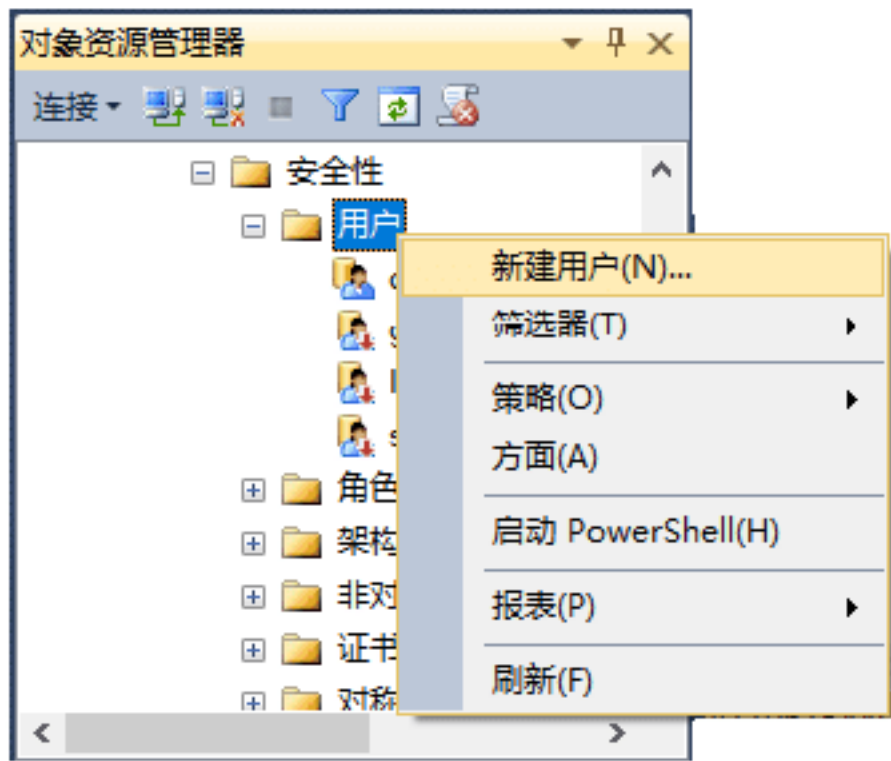 对象资源管理器
连接
安全性
用户
新建用户(N)...
筛选器(T)
策略(O)
角色
方面(A)
启动 PowerShell(H)
架构
非对
报表(P)
证书
刷新(F)
对称